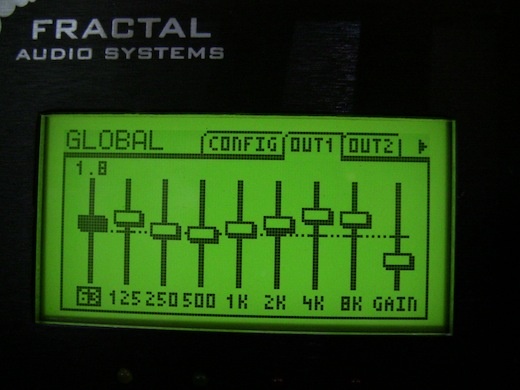 FRACTAL
AUDIO SYSTEMS
GLOBAL CONFIG OUT1 OUT2
1.8
63 125 250 500 1K 2K 4K 8K GAIN